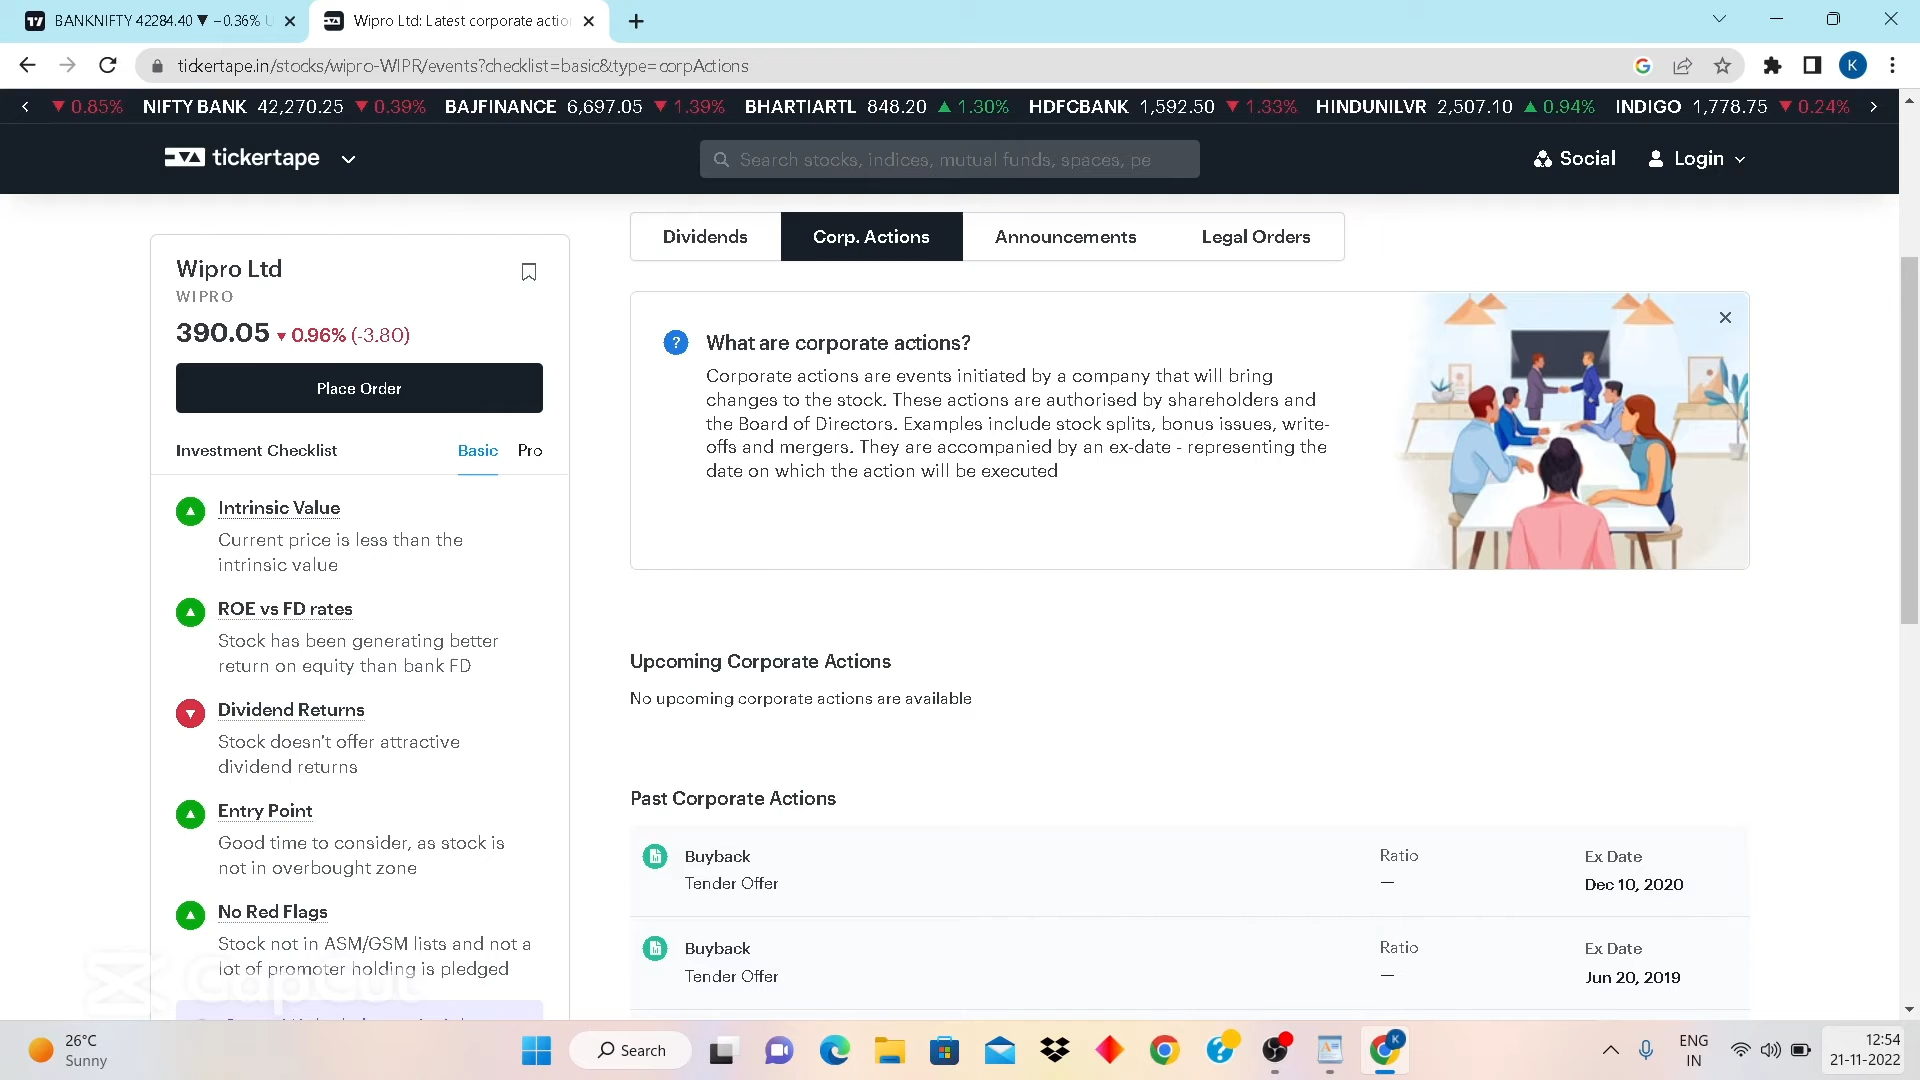 BANKNIFTY 42284.40 ▼ −0.36% U
Wipro Ltd: Latest corporate actio
tickertape.in/stocks/wipro-WIPR/events?checklist=basic&type=corpActions
K
▼ 0.85% NIFTY BANK 42,270.25 ▼ 0.39% BAJFINANCE 6,697.05 ▼ 1.39% BHARTIARTL 848.20 ▲ 1.30% HDFCBANK 1,592.50 ▼ 1.33% HINDUNILVR 2,507.10 ▲ 0.94% INDIGO 1,778.75 ▼ 0.24%
tickertape
Search stocks, indices, mutual funds, spaces, pe
Social
Login
Dividends
Corp. Actions
Announcements
Legal Orders
Wipro Ltd
WIPRO
390.05 ▼ 0.96% (-3.80)
Place Order
Investment Checklist
Basic
Pro
Intrinsic Value
Current price is less than the
intrinsic value
ROE vs FD rates
Stock has been generating better
return on equity than bank FD
Dividend Returns
Stock doesn't offer attractive
dividend returns
Entry Point
Good time to consider, as stock is
not in overbought zone
No Red Flags
Stock not in ASM/GSM lists and not a
lot of promoter holding is pledged
CapCut
? What are corporate actions?
Corporate actions are events initiated by a company that will bring
changes to the stock. These actions are authorised by shareholders and
the Board of Directors. Examples include stock splits, bonus issues, write-
offs and mergers. They are accompanied by an ex-date - representing the
date on which the action will be executed
Upcoming Corporate Actions
No upcoming corporate actions are available
Past Corporate Actions
Buyback
Tender Offer
Ratio
—
Ex Date
Dec 10, 2020
Buyback
Tender Offer
Ratio
—
Ex Date
Jun 20, 2019
26°C
Sunny
Search
K
ENG
IN
12:54
21-11-2022